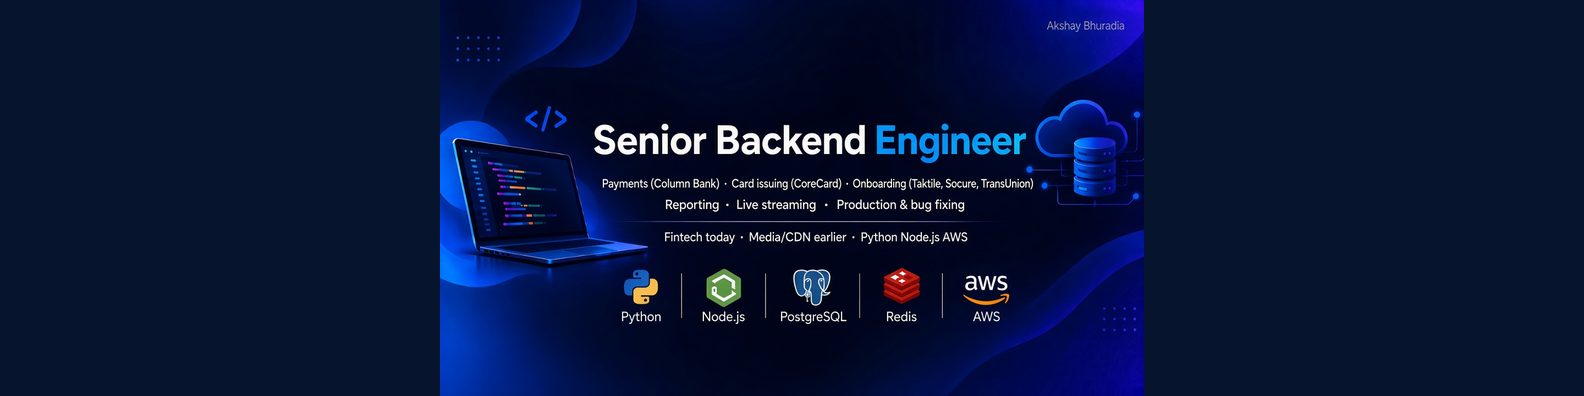 Akshay Bhuradia
</>
Senior Backend Engineer
Payments (Column Bank) · Card issuing (CoreCard) · Onboarding (Taktile, Socure, TransUnion)
Reporting · Live streaming · Production & bug fixing
Fintech today · Media/CDN earlier · Python Node.js AWS
aws
Python Node.js PostgreSQL Redis AWS